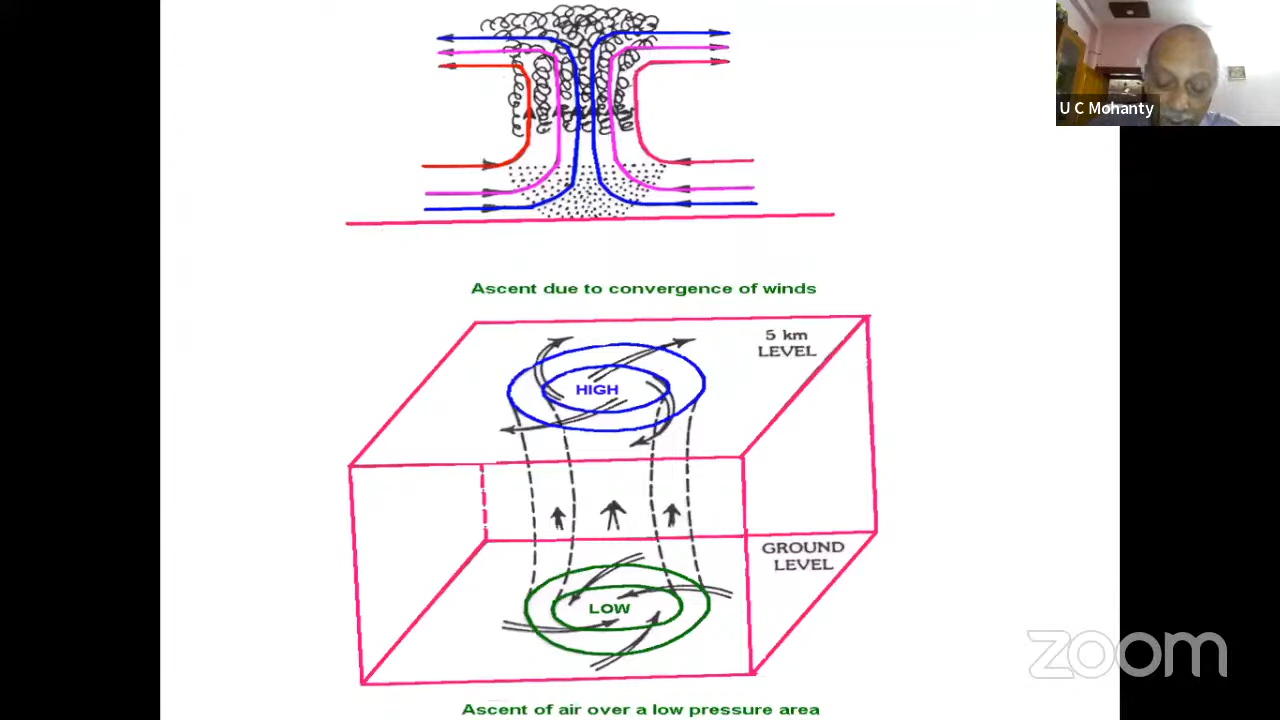 U C Mohanty
Ascent due to convergence of winds
5 km
LEVEL
HIGH
GROUND
LEVEL
LOW
zoom
Ascent of air over a low pressure area